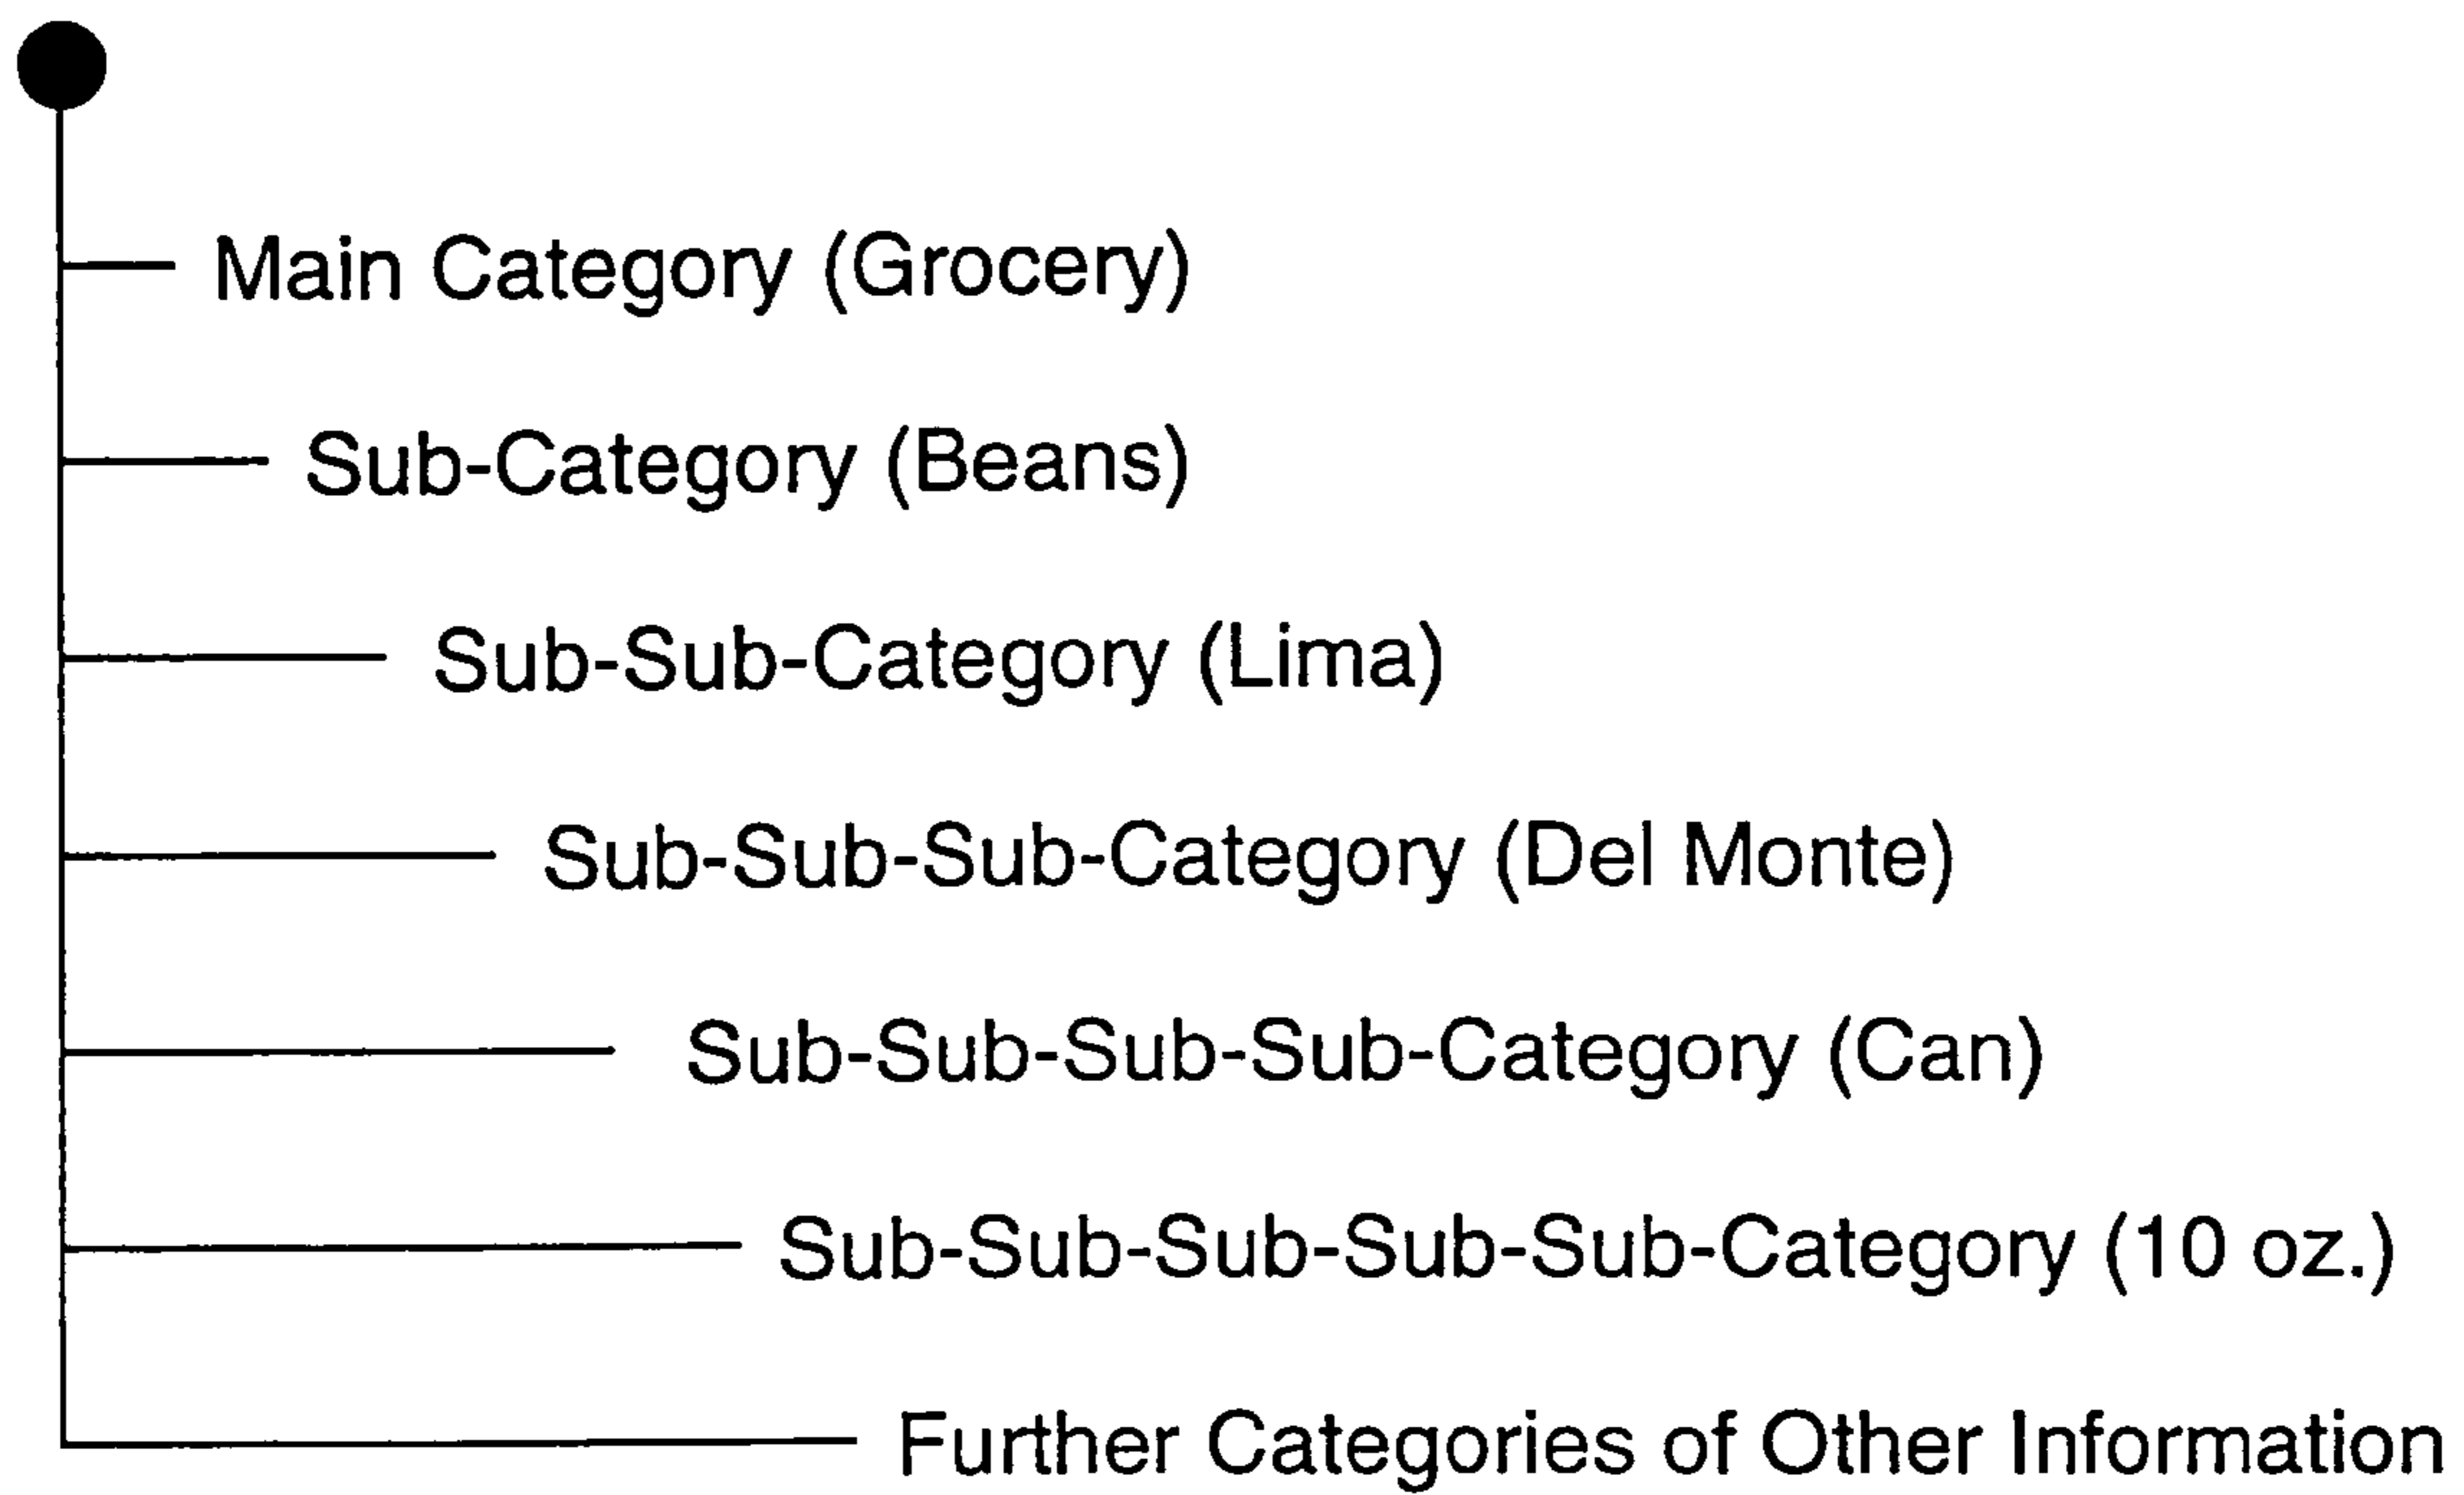 Main Category (Grocery)
Sub-Category (Beans)
Sub-Sub-Category (Lima)
Sub-Sub-Sub-Category (Del Monte)
Sub-Sub-Sub-Sub-Category (Can)
Sub-Sub-Sub-Sub-Sub-Category (10 oz.)
Further Categories of Other Information